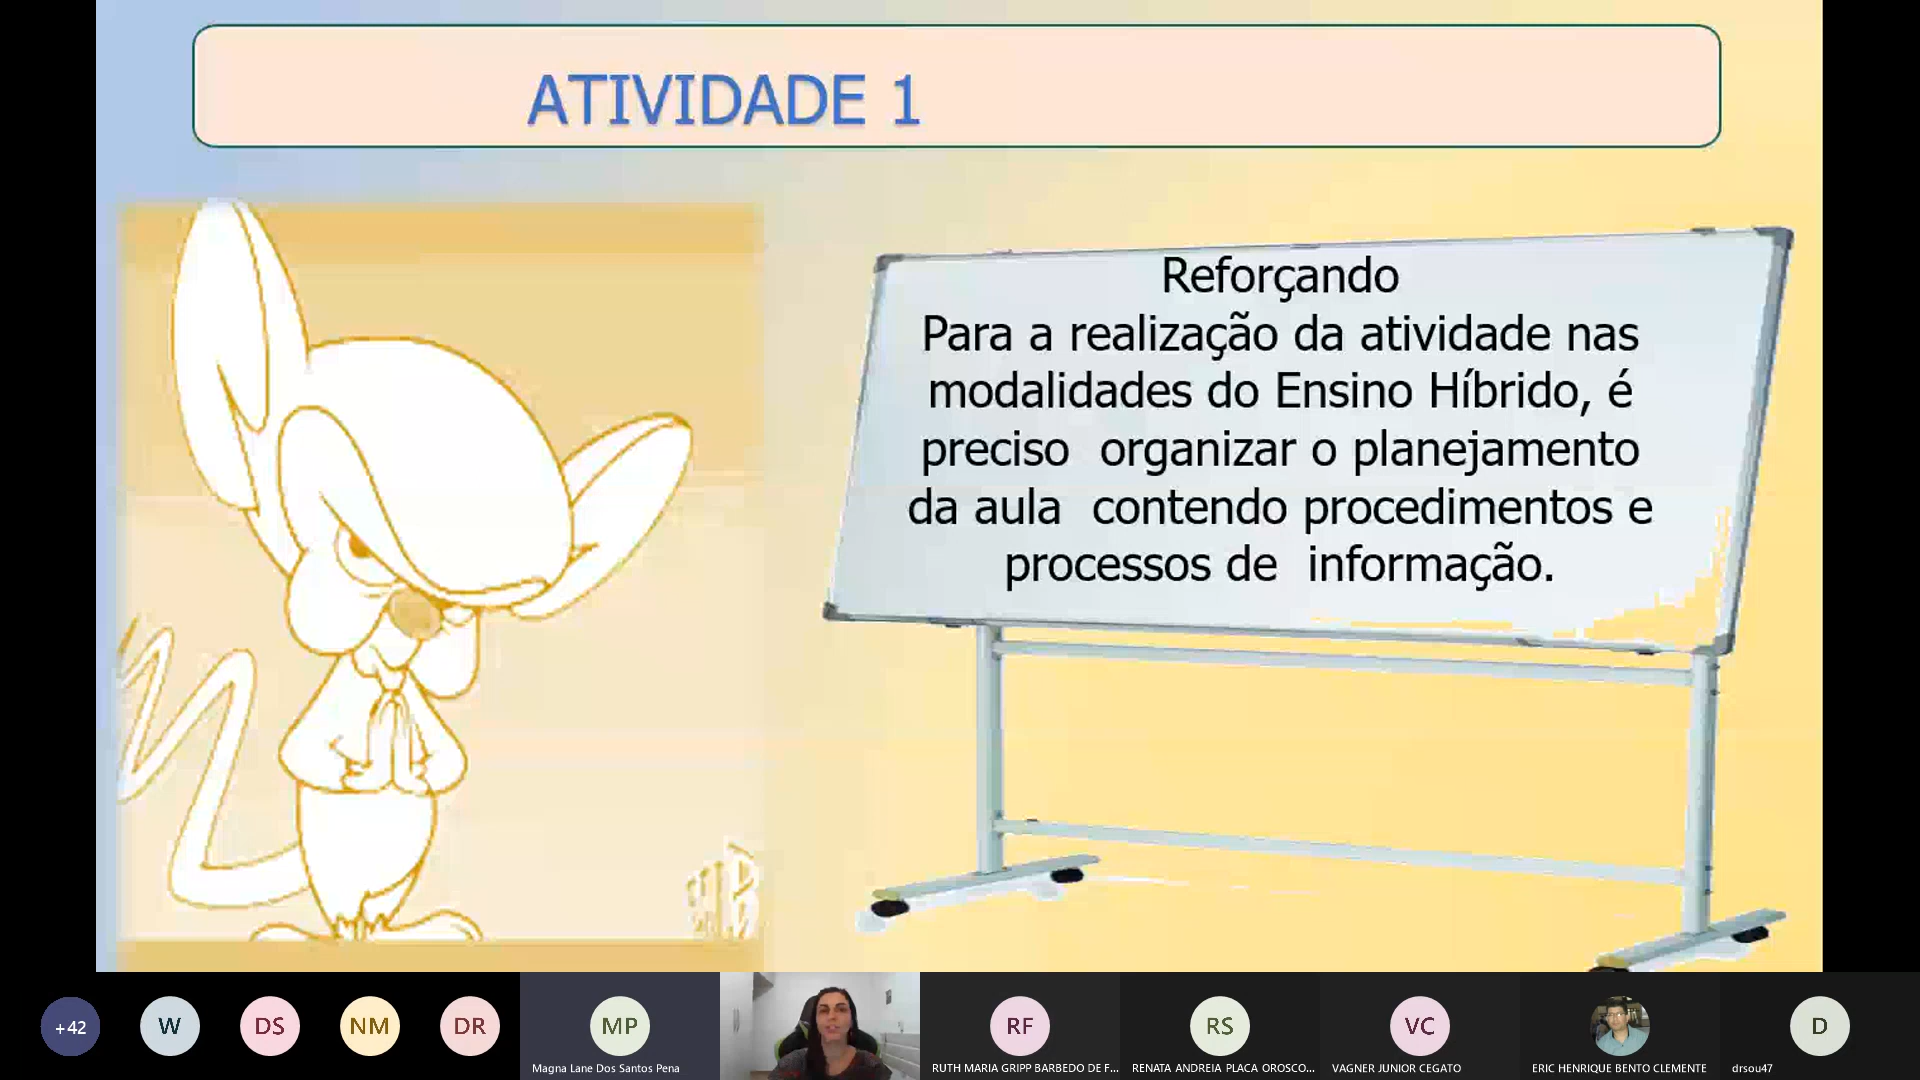 ATIVIDADE 1
Reforçando
Para a realização da atividade nas
modalidades do Ensino Híbrido, é
preciso organizar o planejamento
da aula contendo procedimentos e
processos de informação.
WB
+42
W
DS
NM
DR
MP
RF
RS
VC
D
Magna Lane Dos Santos Pena
RUTH MARIA GRIPP BARBEDO DE F...
RENATA ANDREIA PLACA OROSCO...
VAGNER JUNIOR CEGATO
ERIC HENRIQUE BENTO CLEMENTE
drsou47